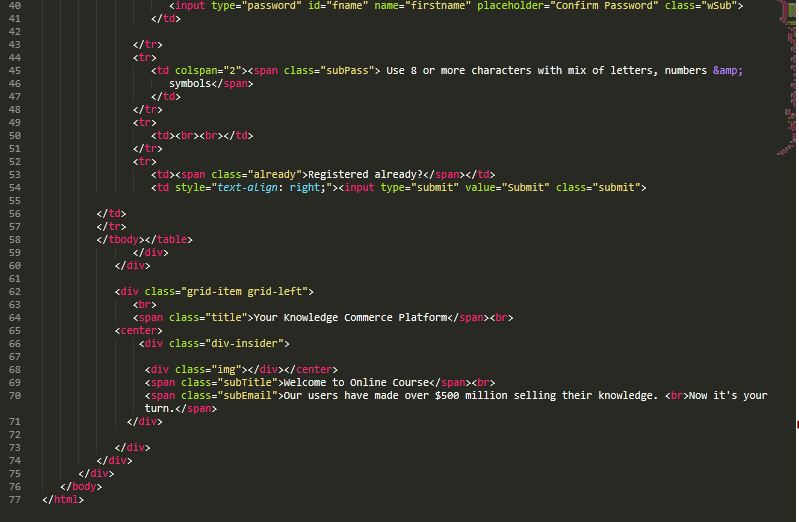 40 <input type="password" id="fname" name="firstname" placeholder="Confirm Password" class="wSub">
41 </td>
42
43 </tr>
44 <tr>
45 <td colspan="2"><span class="subPass"> Use 8 or more characters with mix of letters, numbers &amp;
46 symbols</span>
47 </td>
48 </tr>
49 <tr>
50 <td><br><br></td>
51 </tr>
52 <tr>
53 <td><span class="already">Registered already?</span></td>
54 <td style="text-align: right;"><input type="submit" value="Submit" class="submit">
55
56 </td>
57 </tr>
58 </tbody></table>
59 </div>
60 </div>
61
62 <div class="grid-item grid-left">
63 <br>
64 <span class="title">Your Knowledge Commerce Platform</span><br>
65 <center>
66 <div class="div-insider">
67
68 <div class="img"></div></center>
69 <span class="subTitle">Welcome to Online Course</span><br>
70 <span class="subEmail">Our users have made over $500 million selling their knowledge. <br>Now it's your
turn.</span>
71 </div>
72
73 </div>
74 </div>
75 </div>
76 </body>
77 </html>